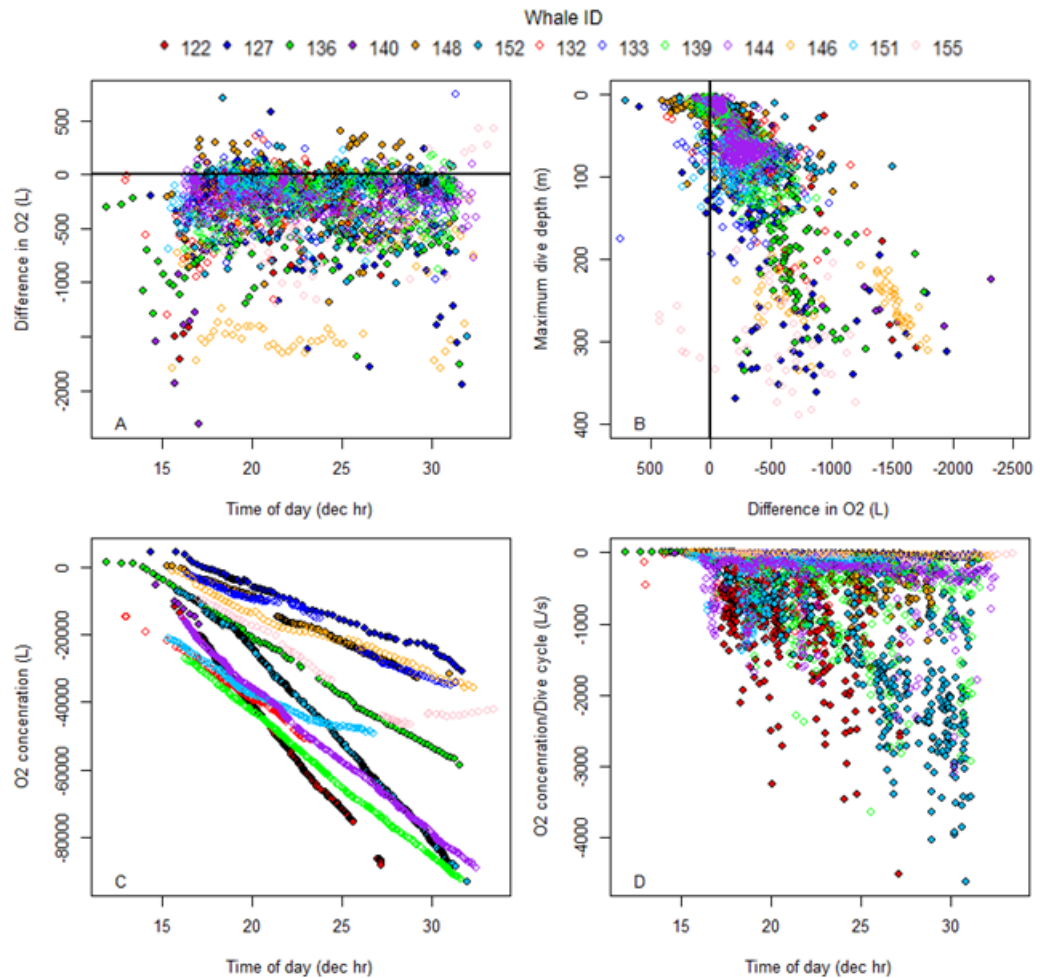 Whale ID
122 127 136 140 148 152 132 133 139 144 146 151 155
Difference in O2 (L)
500
0
-500
-1000
-2000
A
15 20 25 30
Time of day (dec hr)
Maximum dive depth (m)
0
100
200
300
400
B
500 0 -500 -1000 -1500 -2000 -2500
Difference in O2 (L)
O2 concenration (L)
0
-20000
-40000
-60000
-80000
C
15 20 25 30
Time of day (dec hr)
O2 concenration/Dive cycle (L/s)
0
-1000
-2000
-3000
-4000
D
15 20 25 30
Time of day (dec hr)